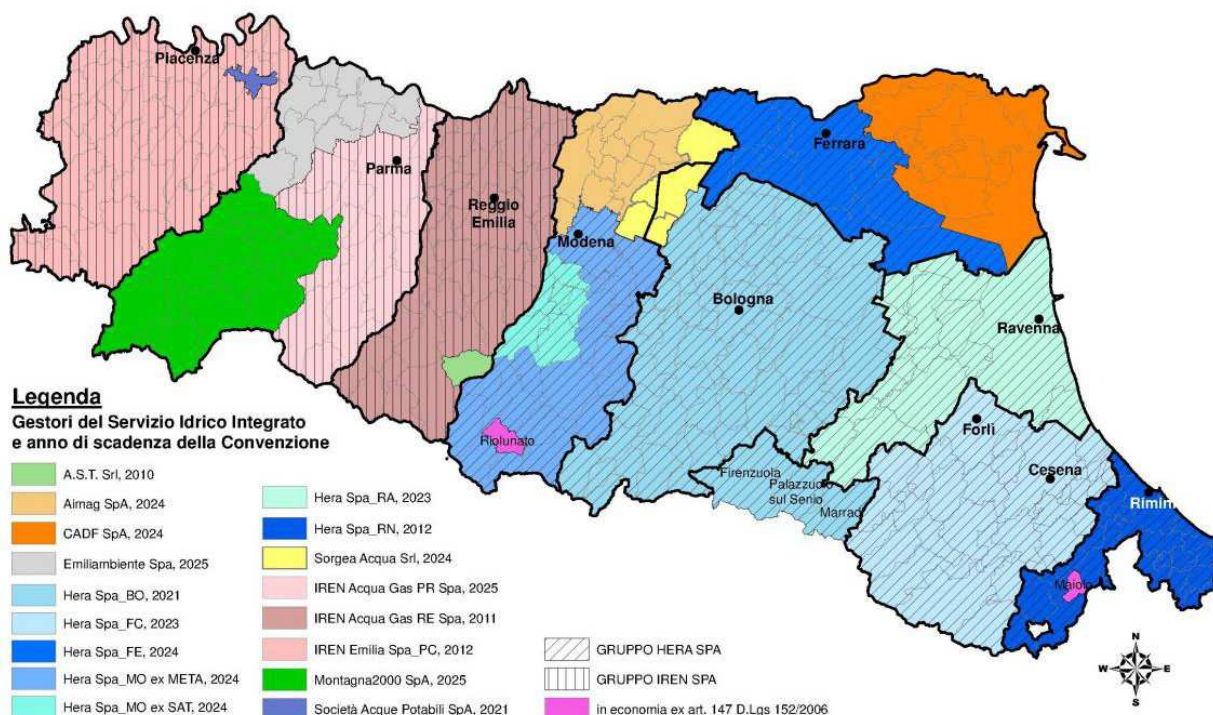 Piacenza
Parma
Reggio
Emilia
Modena
Ferrara
Bologna
Ravenna
Forlì
Cesena
Rimini
Riolunato
Firenzuola
Palazzuolo
sul Senio
Marradi
Maiolo
Legenda
Gestori del Servizio Idrico Integrato
e anno di scadenza della Convenzione
A.S.T. Srl, 2010
Aimag SpA, 2024
CADF SpA, 2024
Emiliambiente Spa, 2025
Hera Spa_BO, 2021
Hera Spa_FC, 2023
Hera Spa_FE, 2024
Hera Spa_MO ex META, 2024
Hera Spa_MO ex SAT, 2024
Hera Spa_RA, 2023
Hera Spa_RN, 2012
Sorgea Acqua Srl, 2024
IREN Acqua Gas PR Spa, 2025
IREN Acqua Gas RE Spa, 2011
IREN Emilia Spa_PC, 2012
Montagna2000 SpA, 2025
Società Acque Potabili SpA, 2021
GRUPPO HERA SPA
GRUPPO IREN SPA
in economia ex art. 147 D.Lgs 152/2006
N
W E
S